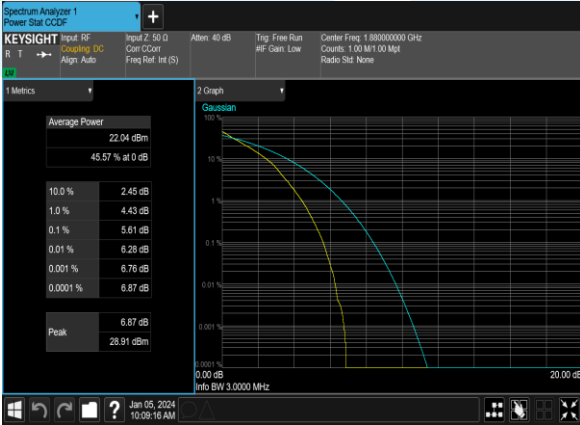 Spectrum Analyzer 1
Power Stat CCDF
KEYSIGHT
R T
LV
Input: RF
Coupling: DC
Align: Auto
Input Z: 50 Ω
Corr CCorr
Freq Ref: Int (S)
Atten: 40 dB
Trig: Free Run
#IF Gain: Low
Center Freq: 1.880000000 GHz
Counts: 1.00 M/1.00 Mpt
Radio Std: None
1 Metrics
Average Power
22.04 dBm
45.57 % at 0 dB
10.0 % 2.45 dB
1.0 % 4.43 dB
0.1 % 5.61 dB
0.01 % 6.28 dB
0.001 % 6.76 dB
0.0001 % 6.87 dB
Peak
6.87 dB
28.91 dBm
2 Graph
Gaussian
100 %
10 %
1 %
0.1 %
0.01 %
0.001 %
0.0001 %
0.00 dB
20.00 dB
Info BW 3.0000 MHz
?
Jan 05, 2024
10:09:16 AM